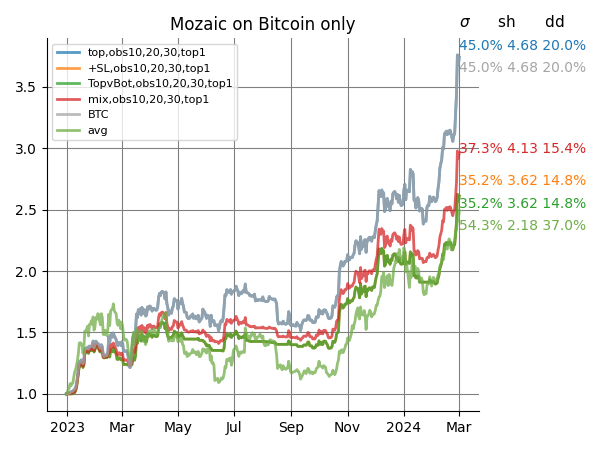 Mozaic on Bitcoin only
σ sh dd
top,obs10,20,30,top1
+SL,obs10,20,30,top1
TopvBot,obs10,20,30,top1
mix,obs10,20,30,top1
BTC
avg
45.0% 4.68 20.0%
45.0% 4.68 20.0%
37.3% 4.13 15.4%
35.2% 3.62 14.8%
35.2% 3.62 14.8%
54.3% 2.18 37.0%
3.5
3.0
2.5
2.0
1.5
1.0
2023 Mar May Jul Sep Nov 2024 Mar